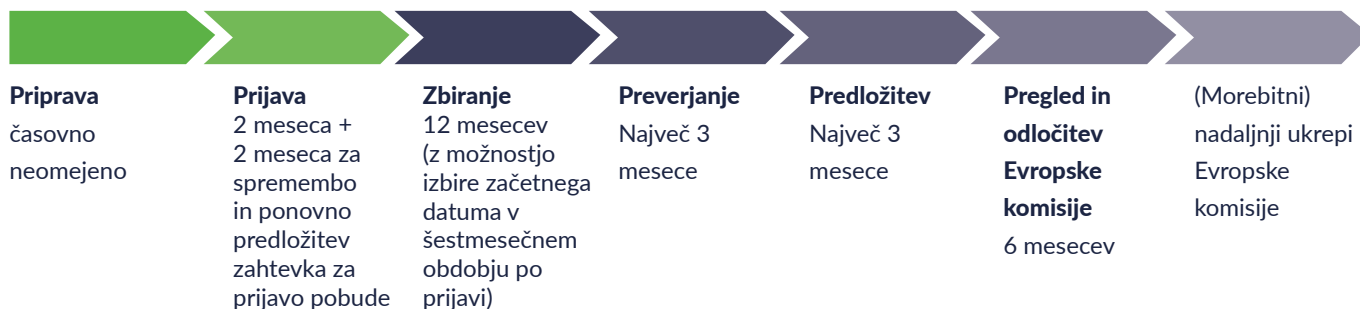 Priprava
časovno
neomejeno
Prijava
2 meseca +
2 meseca za
spremembo
in ponovno
predložitev
zahtevka za
prijavo pobude
Zbiranje
12 mesecev
(z možnostjo
izbire začetnega
datuma v
šestmesečnem
obdobju po
prijavi)
Preverjanje
Največ 3
mesece
Predložitev
Največ 3
mesece
Pregled in
odločitev
Evropske
komisije
6 mesecev
(Morebitni)
nadaljnji ukrepi
Evropske
komisije